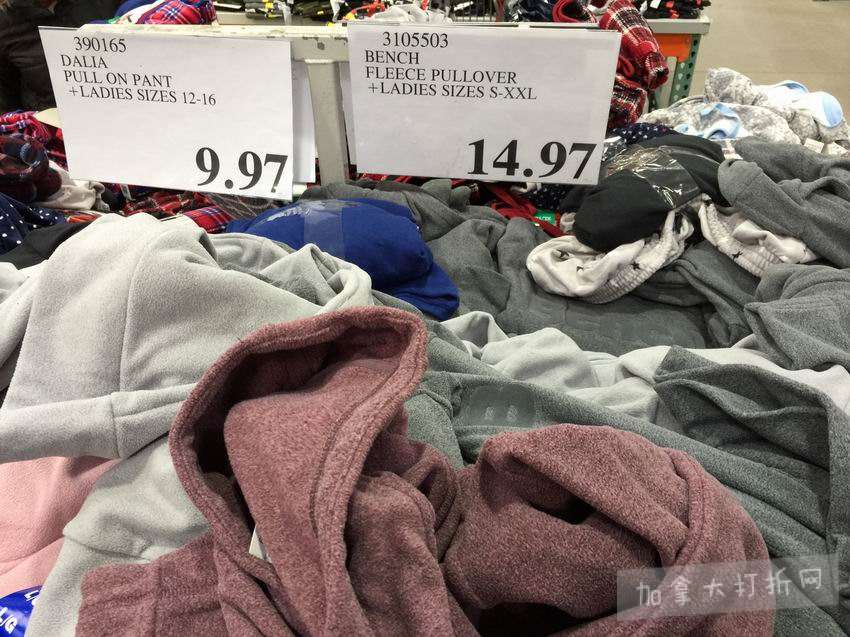 390165
DALIA
PULL ON PANT
+LADIES SIZES 12-16
9.97
3105503
BENCH
FLEECE PULLOVER
+LADIES SIZES S-XXL
14.97
加拿大打折网